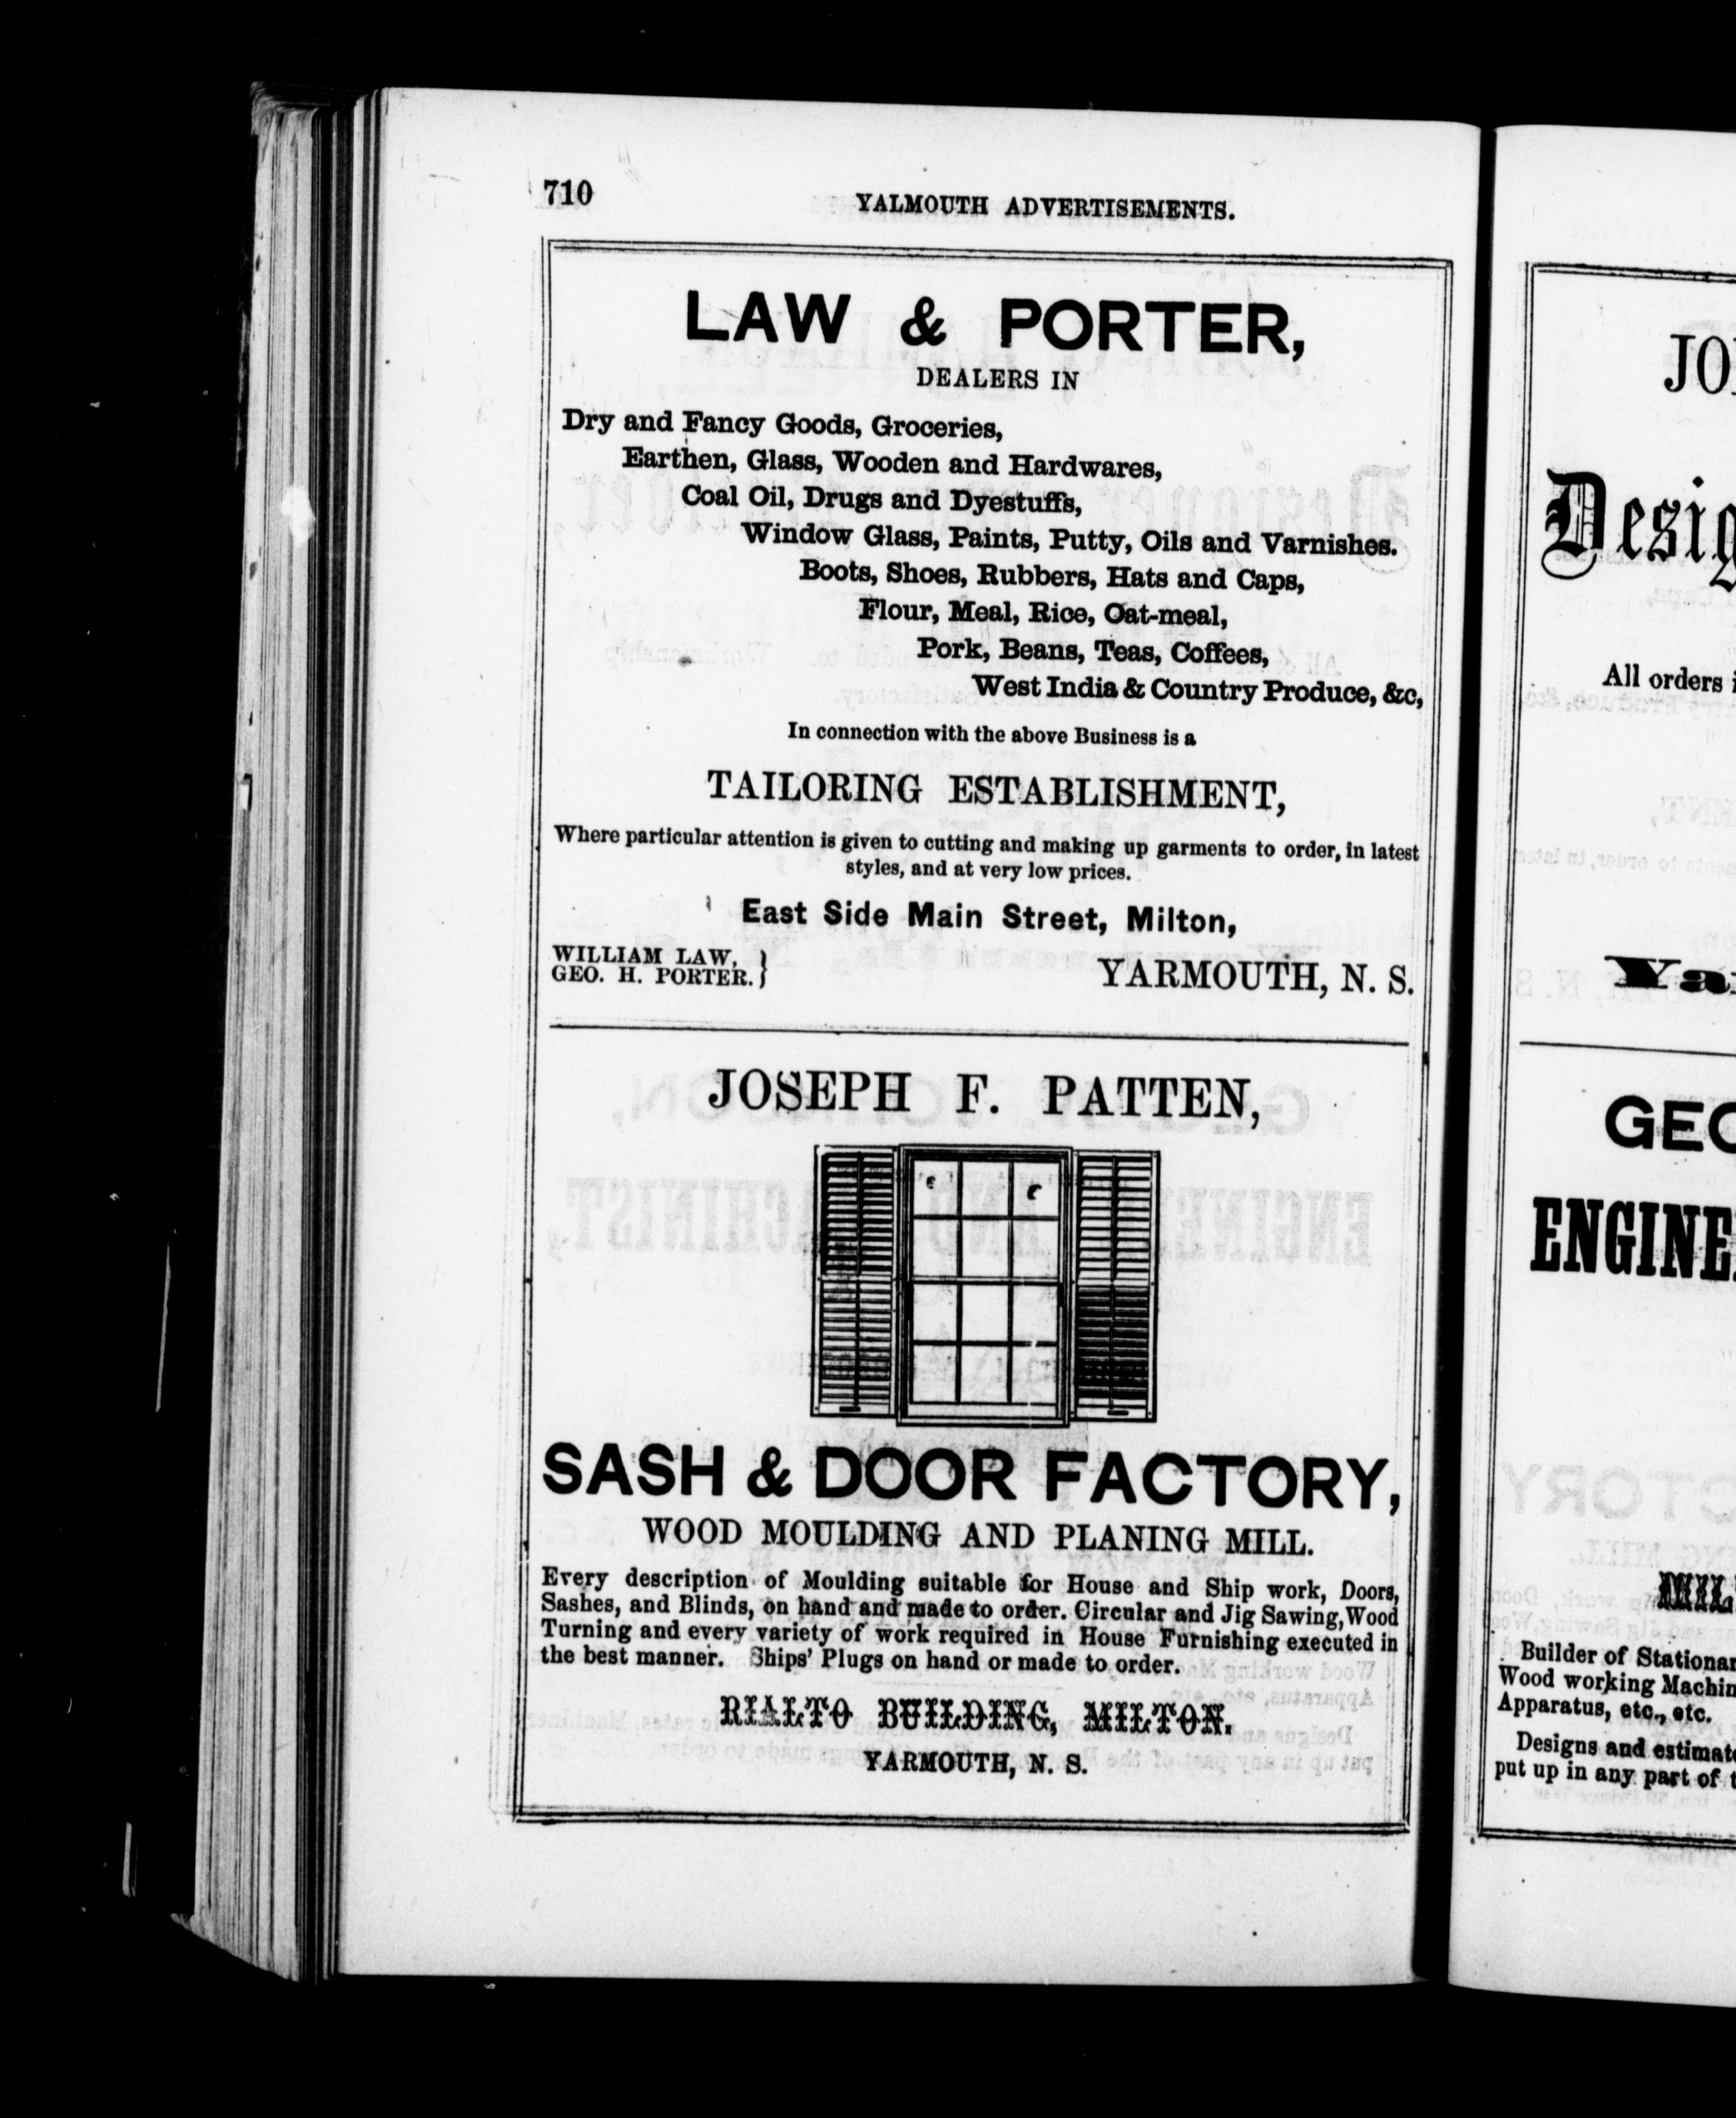 710
YALMOUTH ADVERTISEMENTS.
LAW & PORTER,
DEALERS IN
Dry and Fancy Goods, Groceries,
Earthen, Glass, Wooden and Hardwares,
Coal Oil, Drugs and Dyestuffs,
Window Glass, Paints, Putty, Oils and Varnishes.
Boots, Shoes, Rubbers, Hats and Caps,
Flour, Meal, Rice, Oat-meal,
Pork, Beans, Teas, Coffees,
West India & Country Produce, &c,
In connection with the above Business is a
TAILORING ESTABLISHMENT,
Where particular attention is given to cutting and making up garments to order, in latest
styles, and at very low prices.
East Side Main Street, Milton,
WILLIAM LAW,
GEO. H. PORTER. }
YARMOUTH, N. S.
JOSEPH F. PATTEN,
SASH & DOOR FACTORY,
WOOD MOULDING AND PLANING MILL.
Every description of Moulding suitable for House and Ship work, Doors,
Sashes, and Blinds, on hand and made to order. Circular and Jig Sawing, Wood
Turning and every variety of work required in House Furnishing executed in
the best manner. Ships' Plugs on hand or made to order.
RIALTO BUILDING, MILTON.
YARMOUTH, N. S.
All orders
Builder of
Wood working
Apparatus, etc., etc.
Designs and
put up in any part of